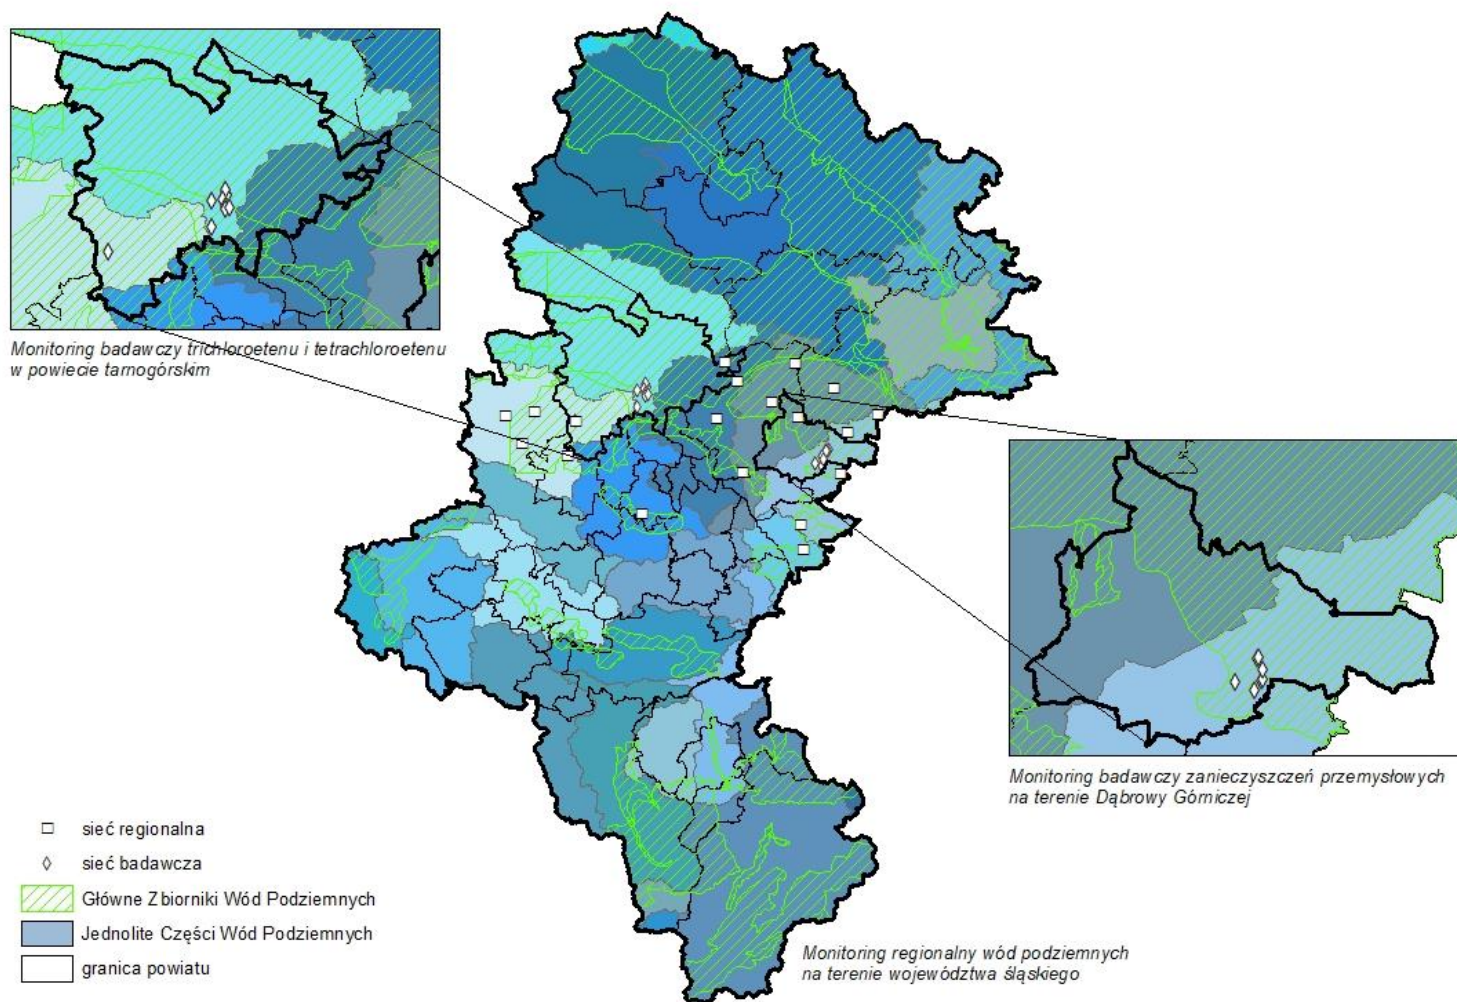 Monitoring badawczy trichloroetenu i tetrachloroetenu
w powiecie tarnogórskim
Monitoring badawczy zanieczyszczeń przemysłowych
na terenie Dąbrowy Górniczej
sieć regionalna
sieć badawcza
Główne Zbiorniki Wód Podziemnych
Jednolite Części Wód Podziemnych
granica powiatu
Monitoring regionalny wód podziemnych
na terenie województwa śląskiego